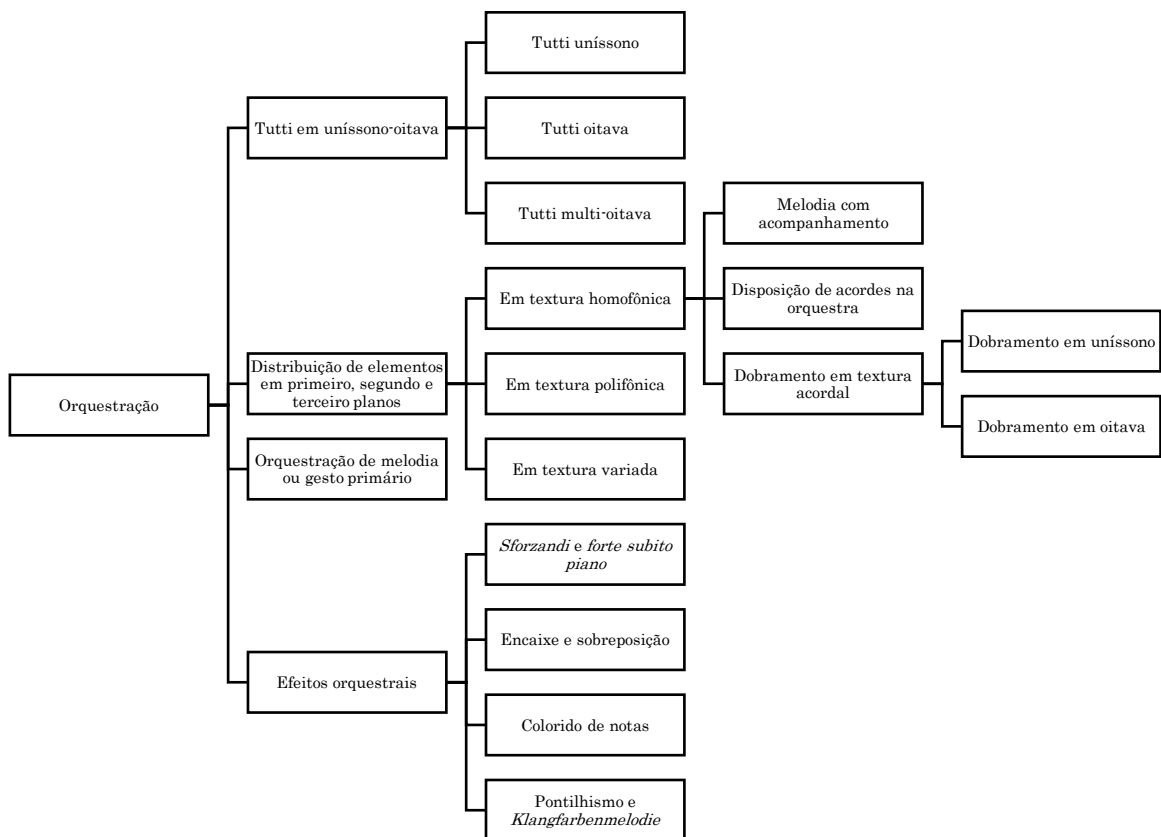 Orquestração
Tutti em uníssono-oitava
Tutti uníssono
Tutti oitava
Tutti multi-oitava
Distribuição de elementos
em primeiro, segundo e
terceiro planos
Em textura homofônica
Melodia com
acompanhamento
Disposição de acordes na
orquestra
Dobramento em textura
acordal
Dobramento em uníssono
Dobramento em oitava
Em textura polifônica
Em textura variada
Orquestração de melodia
ou gesto primário
Efeitos orquestrais
Sforzandi e forte subito
piano
Encaixe e sobreposição
Colorido de notas
Pontilhismo e
Klangfarbenmelodie